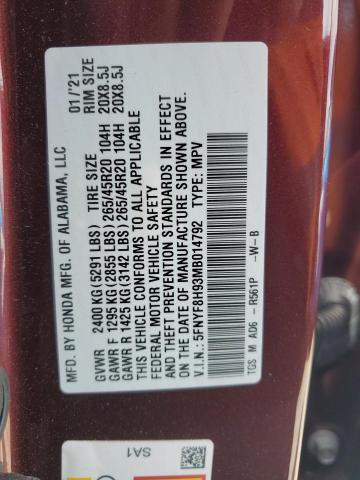 MFD. BY HONDA MFG. OF ALABAMA, LLC 01/'21
GVWR 2400 KG (5291 LBS) TIRE SIZE RIM SIZE
GAWR F 1295 KG (2855 LBS) 265/45R20 104H 20X8.5J
GAWR R 1425 KG (3142 LBS) 265/45R20 104H 20X8.5J
THIS VEHICLE CONFORMS TO ALL APPLICABLE
FEDERAL MOTOR VEHICLE SAFETY
AND THEFT PREVENTION STANDARDS IN EFFECT
ON THE DATE OF MANUFACTURE SHOWN ABOVE.
V.I.N.: 5FNYF8H93MB014792 TYPE: MPV
TGS M AD6 - R561P -W-B
SA1